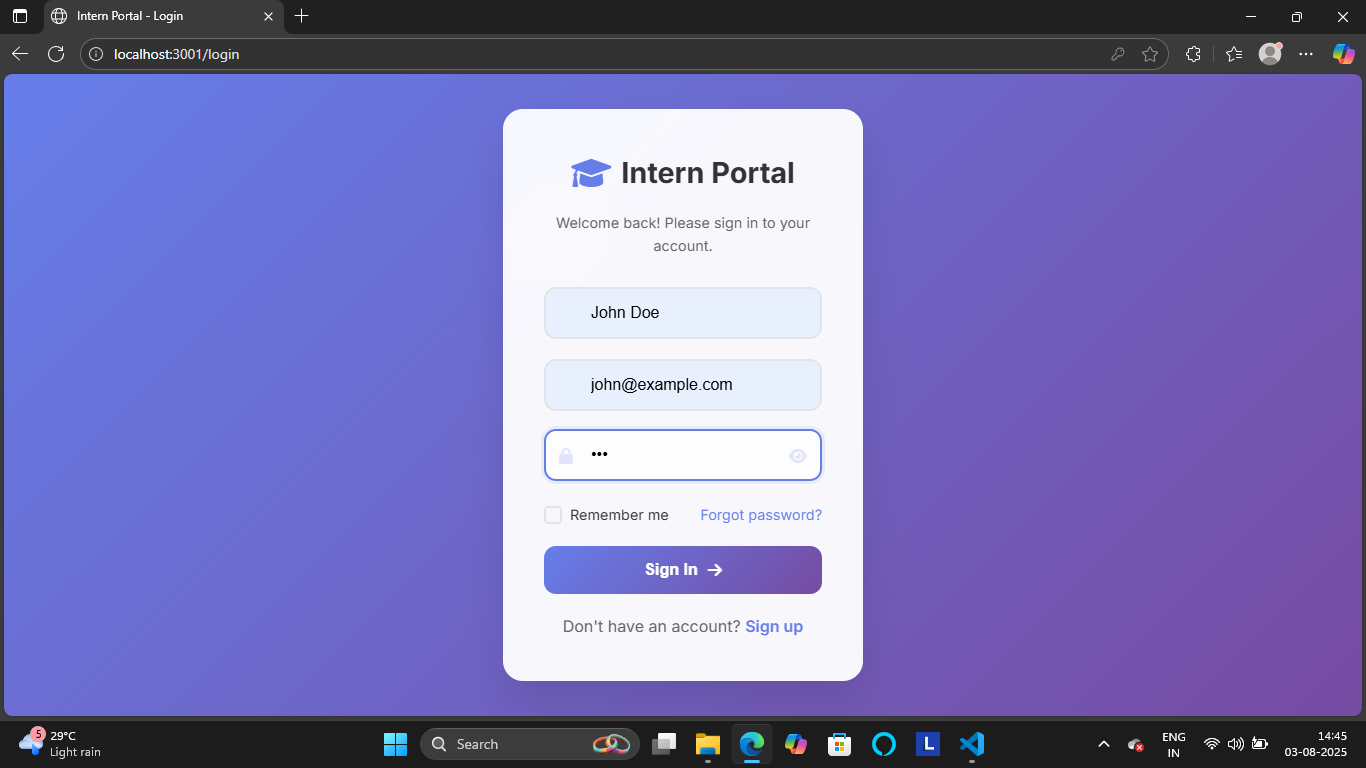 Intern Portal - Login
localhost:3001/login
Intern Portal
Welcome back! Please sign in to your
account.
John Doe
john@example.com
•••
Remember me
Forgot password?
Sign In →
Don't have an account? Sign up
5
29°C
Light rain
Search
L
ENG
IN
14:45
03-08-2025